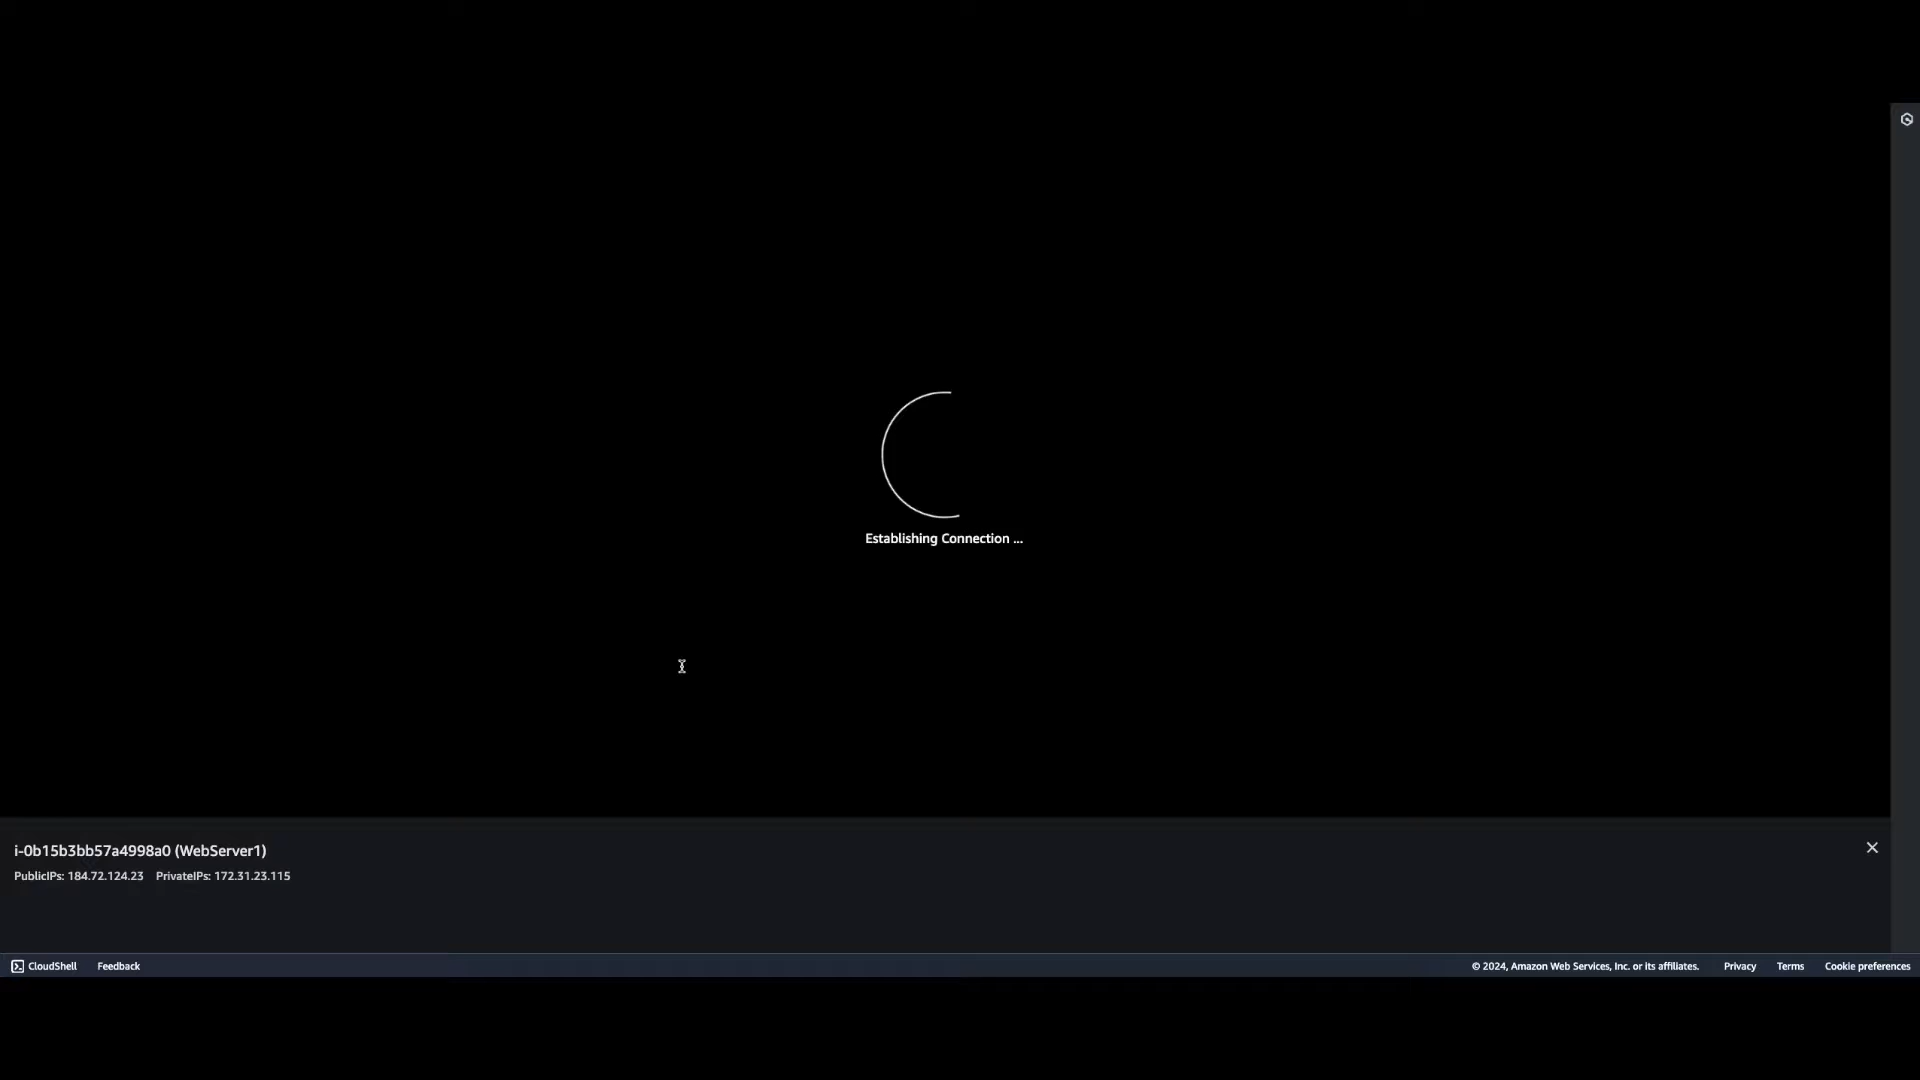 Establishing Connection ...
i-0b15b3bb57a4998a0 (WebServer1)
PublicIPs: 184.72.124.23 PrivateIPs: 172.31.23.115
CloudShell Feedback © 2024, Amazon Web Services, Inc. or its affiliates. Privacy Terms Cookie preferences